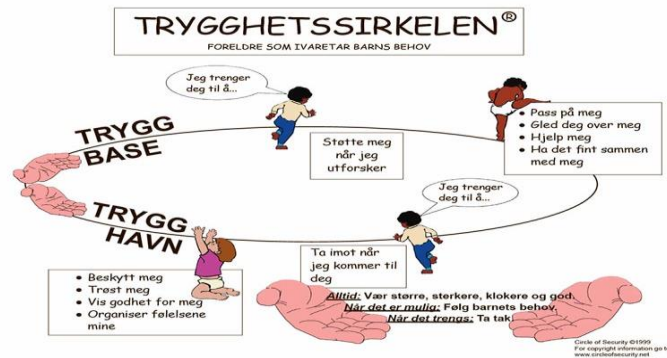 TRYGGHETSSIRKELEN®
FORELDRE SOM IVARETAR BARNS BEHOV
Jeg trenger
deg til å...
TRYGG
BASE
Støtte meg
når jeg
utforsker
• Pass på meg
• Gled deg over meg
• Hjelp meg
• Ha det fint sammen
med meg
Jeg trenger
deg til å...
TRYGG
HAVN
Ta imot når
jeg kommer til
deg
• Beskytt meg
• Trøst meg
• Vis godhet for meg
• Organiser følelsene
mine
Alltid: Vær større, sterkere, klokere og god.
Når det er mulig: Følg barnets behov.
Når det trengs: Ta tak.
Circle of Security ©1999
For copyright information go t
www.circleofsecurity.net